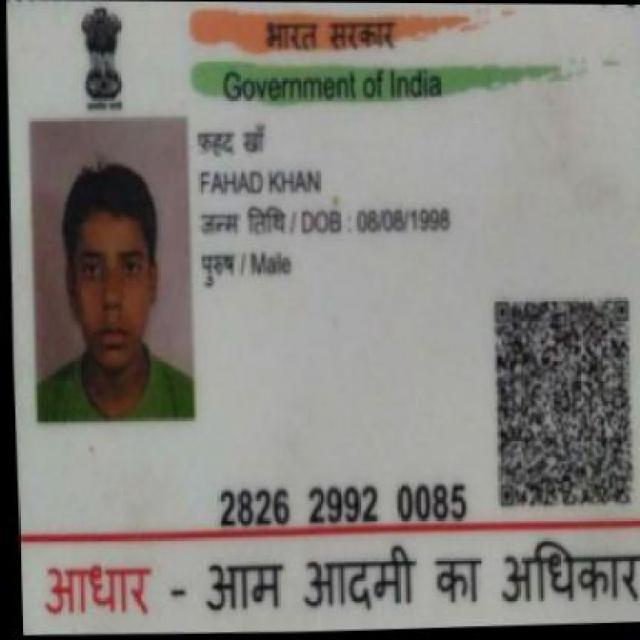 भारत सरकार
Government of India
फहद खाँ
FAHAD KHAN
जन्म तिथि / DOB : 08/08/1998
पुरुष / Male
2826 2992 0085
आधार - आम आदमी का अधिकार